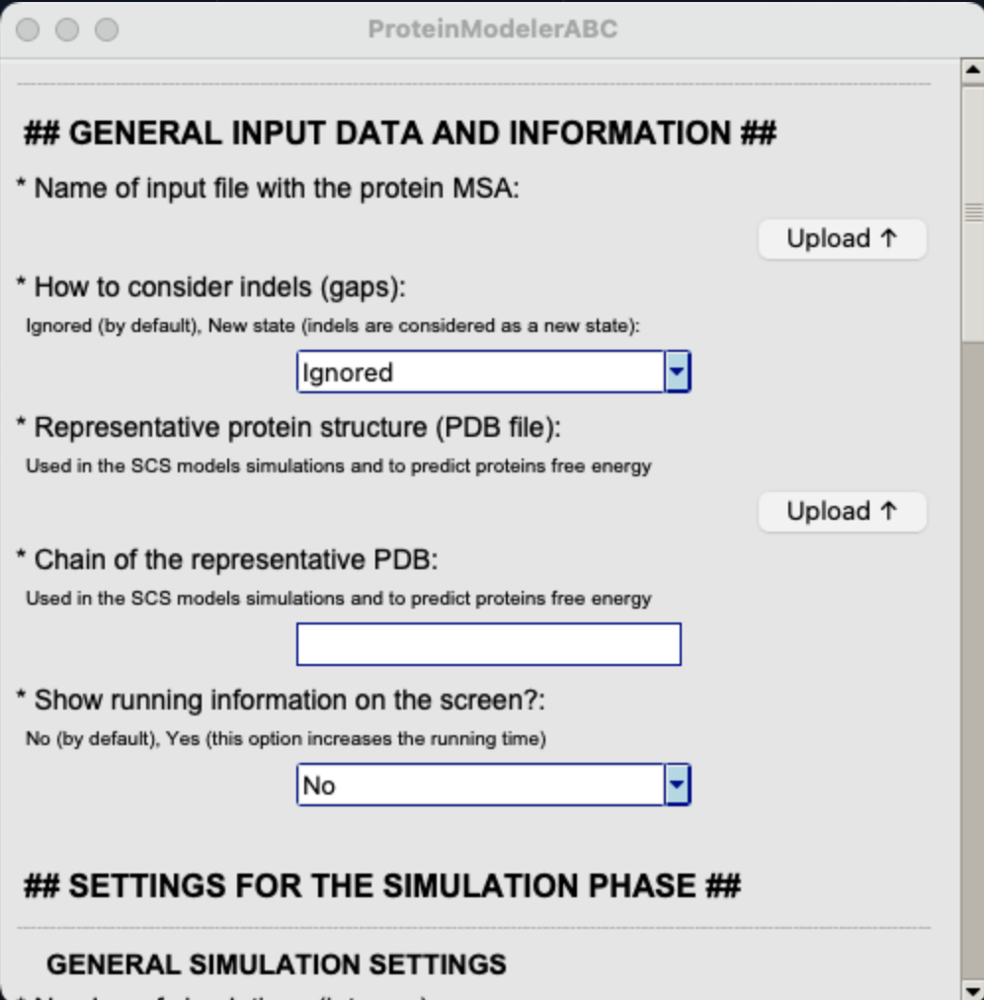 ProteinModelerABC
## GENERAL INPUT DATA AND INFORMATION ##
* Name of input file with the protein MSA:
Upload ↑
* How to consider indels (gaps):
Ignored (by default), New state (indels are considered as a new state):
Ignored
* Representative protein structure (PDB file):
Used in the SCS models simulations and to predict proteins free energy
Upload ↑
* Chain of the representative PDB:
Used in the SCS models simulations and to predict proteins free energy
* Show running information on the screen?:
No (by default), Yes (this option increases the running time)
No
## SETTINGS FOR THE SIMULATION PHASE ##
GENERAL SIMULATION SETTINGS